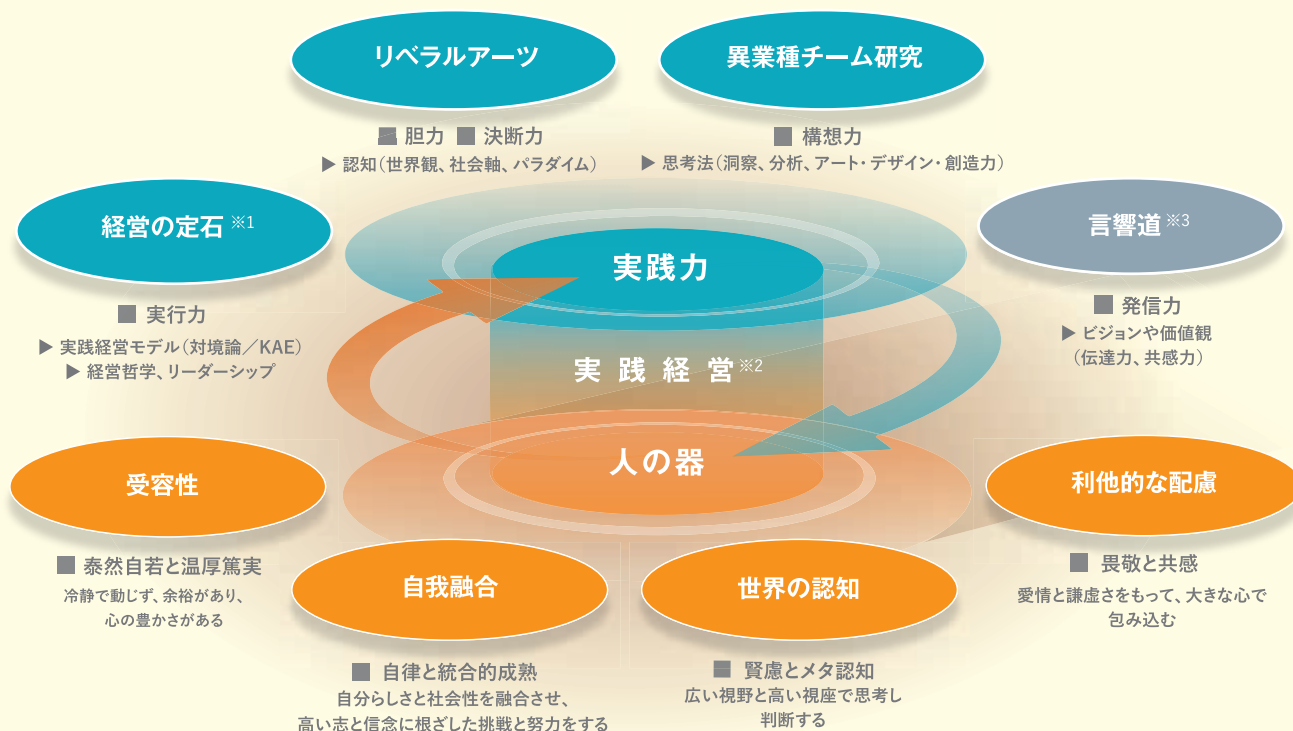 リベラルアーツ
■ 胆力 ■ 決断力
▶ 認知（世界観、社会軸、パラダイム）
異業種チーム研究
■ 構想力
▶ 思考法（洞察、分析、アート・デザイン・創造力）
経営の定石 ※1
■ 実行力
▶ 実践経営モデル（対境論／KAE）
▶ 経営哲学、リーダーシップ
言響道※3
■ 発信力
▶ ビジョンや価値観
（伝達力、共感力）
実践力
実践経営※2
人の器
受容性
■ 泰然自若と温厚篤実
冷静で動じず、余裕があり、
心の豊かさがある
自我融合
■ 自律と統合的成熟
自分らしさと社会性を融合させ、
高い志と信念に根ざした挑戦と努力をする
世界の認知
■ 賢慮とメタ認知
広い視野と高い視座で思考し
判断する
利他的な配慮
■ 畏敬と共感
愛情と謙虚さをもって、大きな心で
包み込む